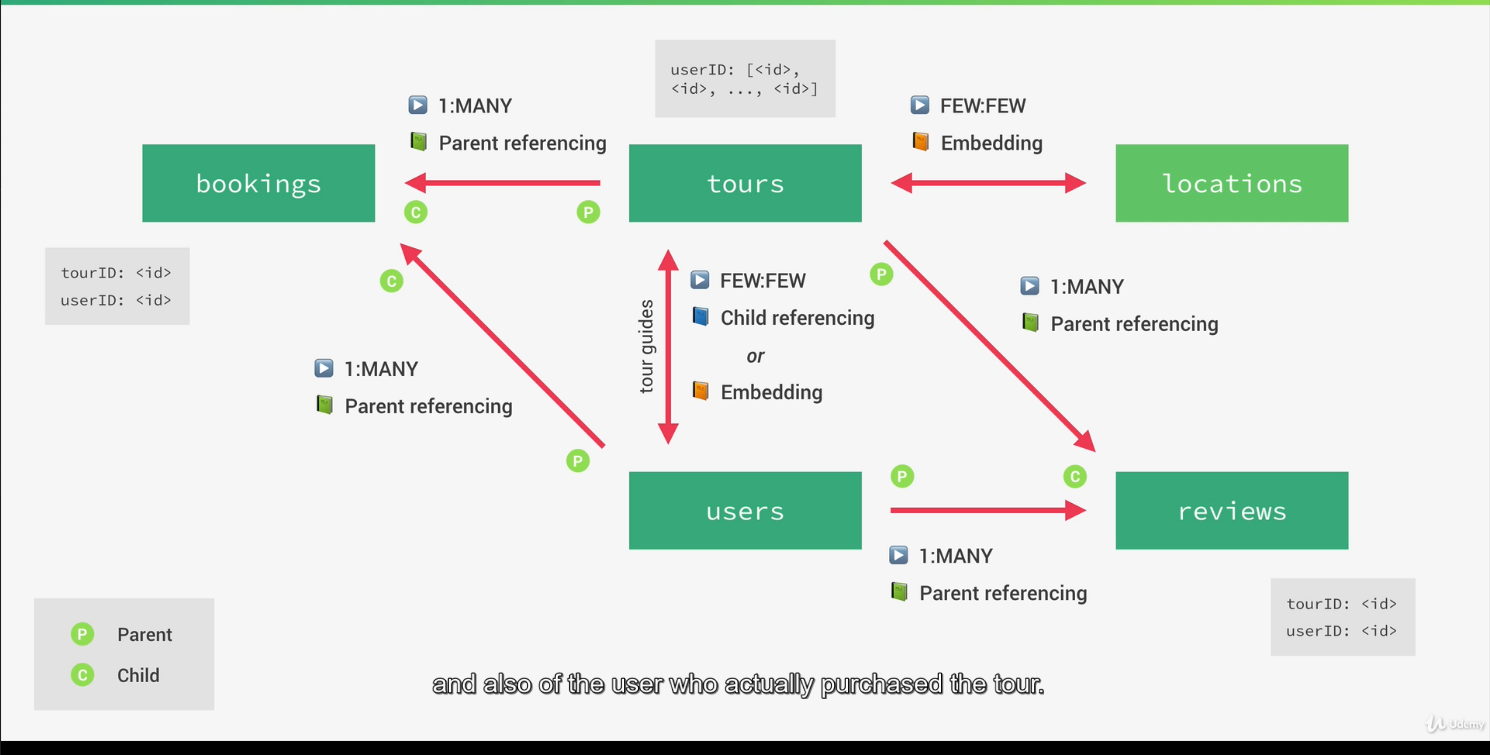 userID: [<id>,
<id>, ..., <id>]
1:MANY
Parent referencing
FEW:FEW
Embedding
bookings
tours
locations
C
P
tourID: <id>
userID: <id>
C
tour guides
FEW:FEW
Child referencing
or
Embedding
P
1:MANY
Parent referencing
1:MANY
Parent referencing
P
users
P
C
reviews
1:MANY
Parent referencing
tourID: <id>
userID: <id>
P Parent
C Child
and also of the user who actually purchased the tour.
Udemy